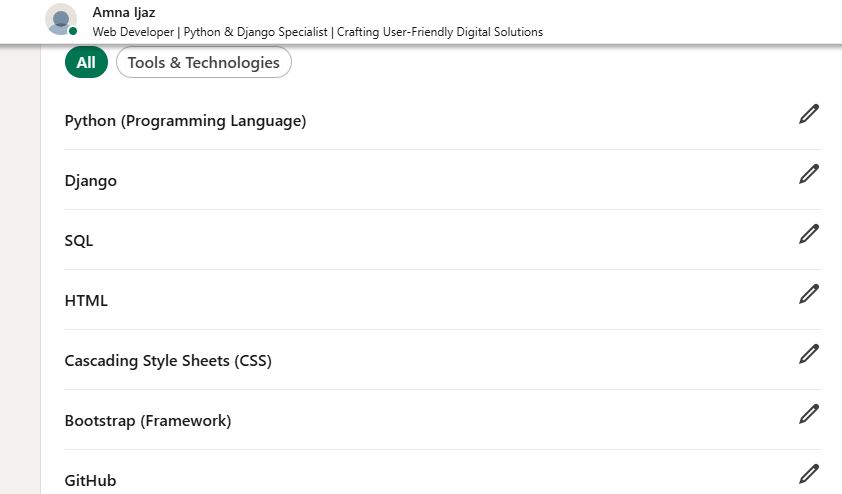 Amna Ijaz
Web Developer | Python & Django Specialist | Crafting User-Friendly Digital Solutions
All
Tools & Technologies
Python (Programming Language)
Django
SQL
HTML
Cascading Style Sheets (CSS)
Bootstrap (Framework)
GitHub